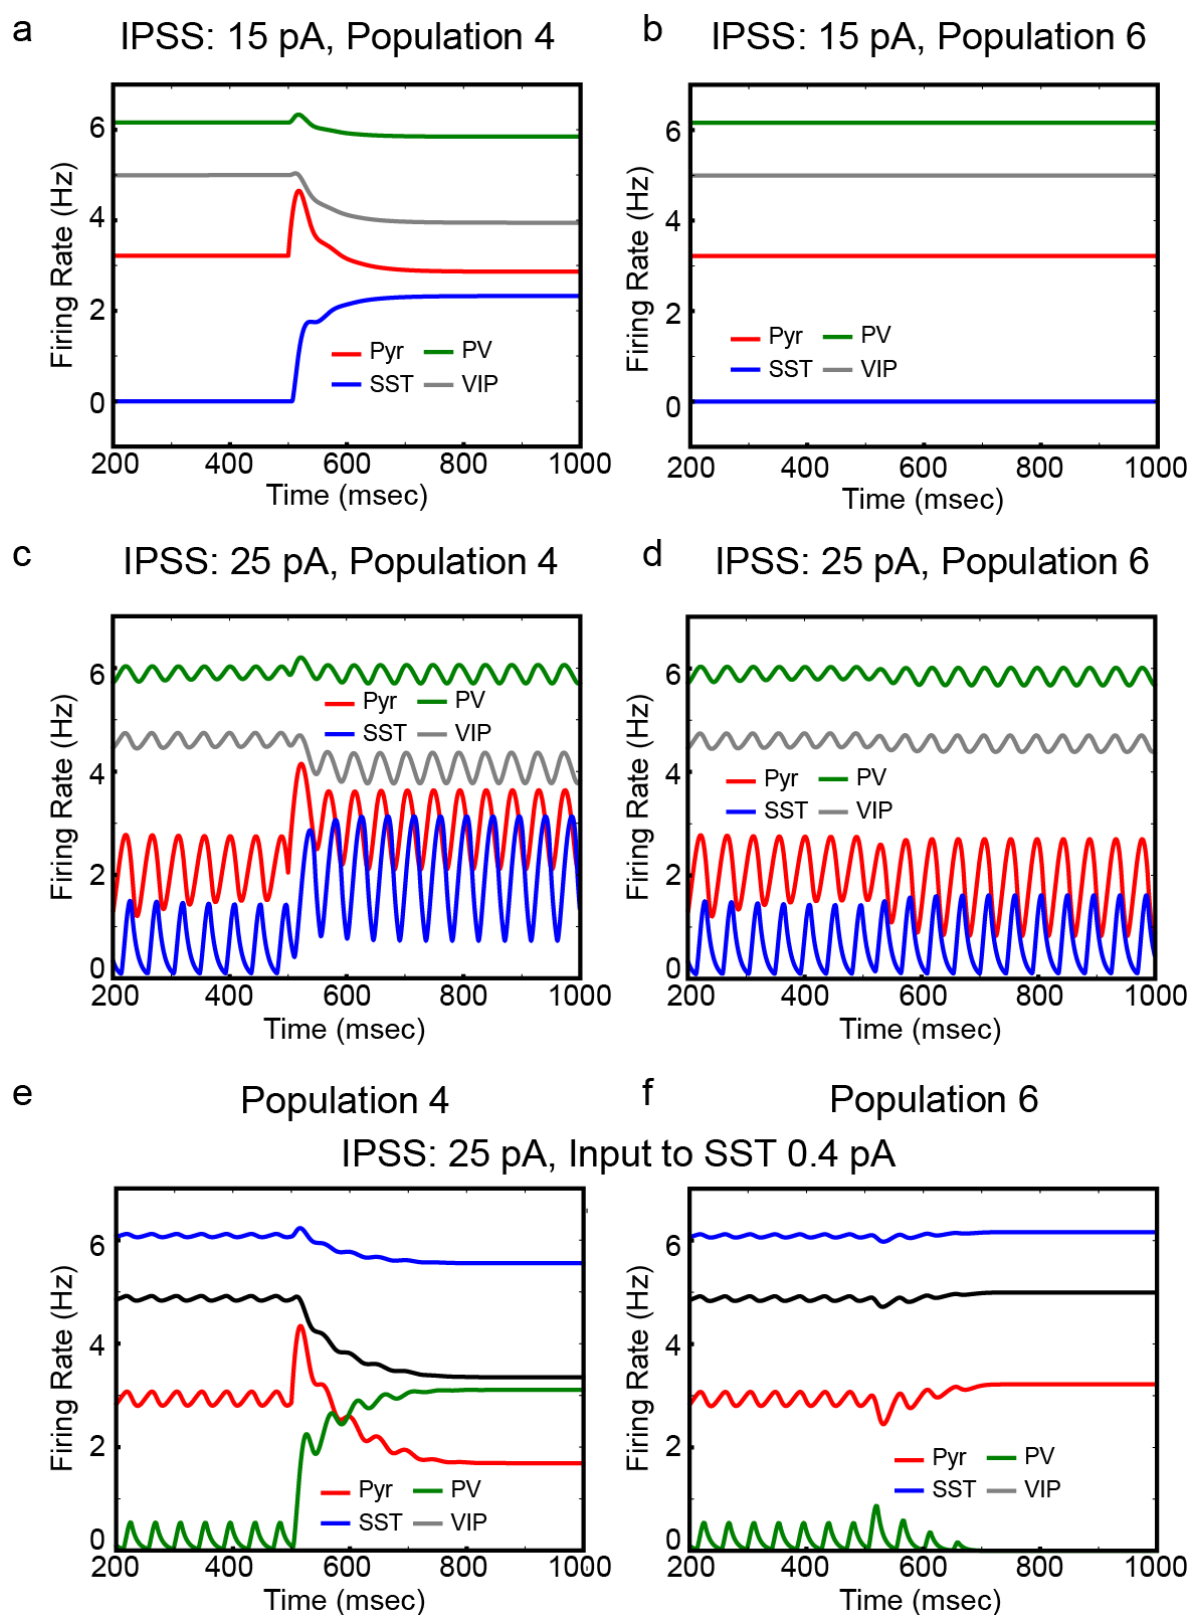 a IPSS: 15 pA, Population 4
Firing Rate (Hz)
6
4
2
0
Pyr PV
SST VIP
200 400 600 800 1000
Time (msec)
b IPSS: 15 pA, Population 6
Firing Rate (Hz)
6
4
2
0
Pyr PV
SST VIP
200 400 600 800 1000
Time (msec)
c IPSS: 25 pA, Population 4
Firing Rate (Hz)
6
4
2
0
Pyr PV
SST VIP
200 400 600 800 1000
Time (msec)
d IPSS: 25 pA, Population 6
Firing Rate (Hz)
6
4
2
0
Pyr PV
SST VIP
200 400 600 800 1000
Time (msec)
e Population 4
f Population 6
IPSS: 25 pA, Input to SST 0.4 pA
Firing Rate (Hz)
6
4
2
0
Pyr PV
SST VIP
200 400 600 800 1000
Time (msec)
Firing Rate (Hz)
6
4
2
0
Pyr PV
SST VIP
200 400 600 800 1000
Time (msec)